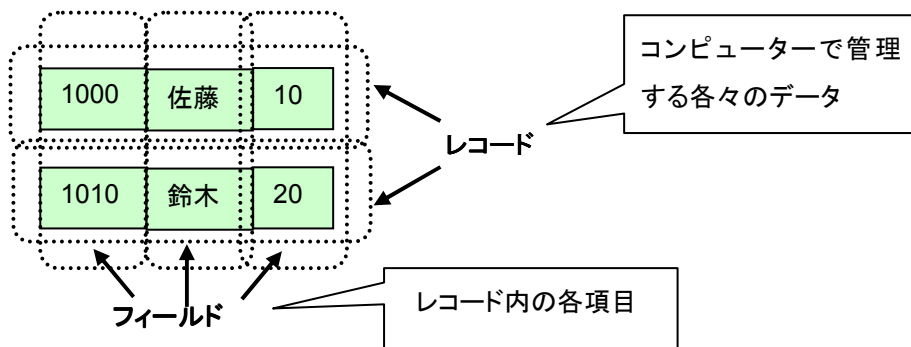 コンピューターで管理
する各々のデータ
1000 佐藤 10
レコード
1010 鈴木 20
フィールド
レコード内の各項目